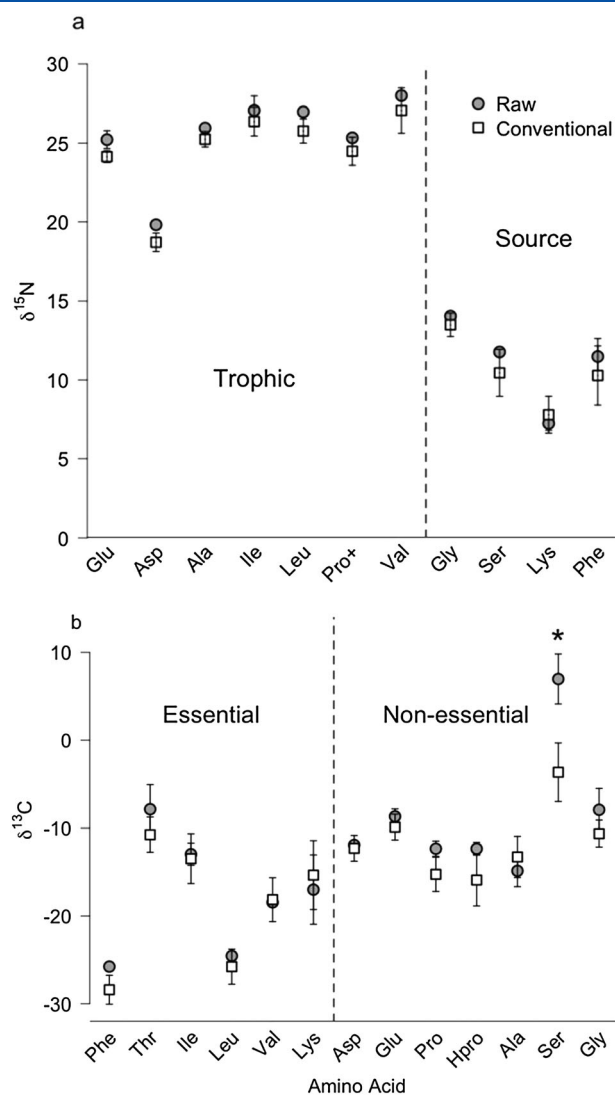 a
30
25
20
15
10
5
0
δ15N
Raw
Conventional
Trophic
Source
Glu Asp Ala Ile Leu Pro+ Val Gly Ser Lys Phe
b
*
10
0
-10
-20
-30
δ13C
Essential
Non-essential
Phe Thr Ile Leu Val Lys Asp Glu Pro Hpro Ala Ser Gly
Amino Acid